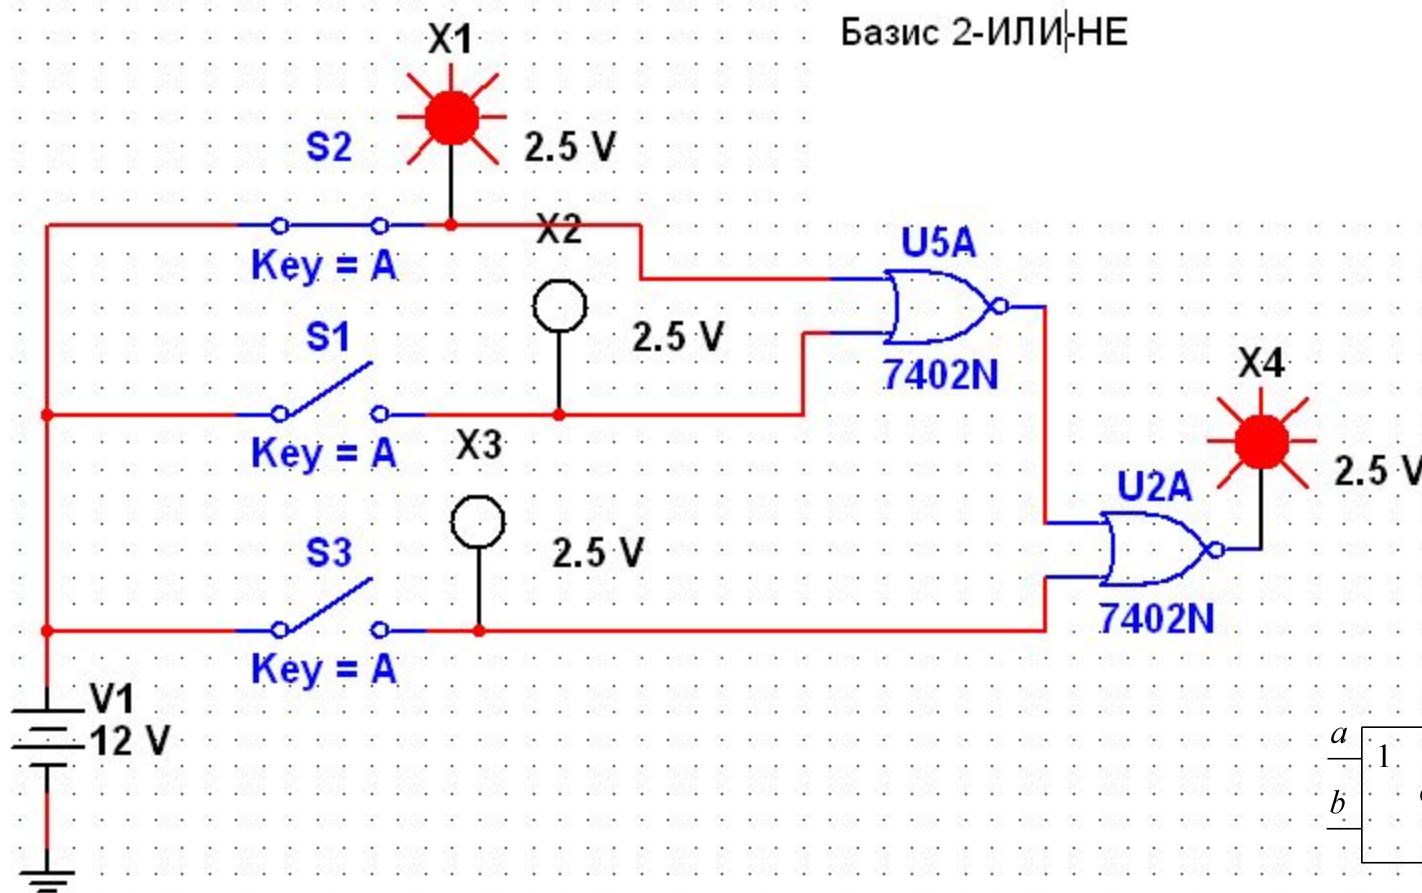 Базис 2-ИЛИ-НЕ
X1
S2
2.5 V
X2
Key = A
U5A
S1
2.5 V
7402N
X4
Key = A
X3
2.5 V
U2A
S3
2.5 V
7402N
Key = A
V1
12 V
a
1
b